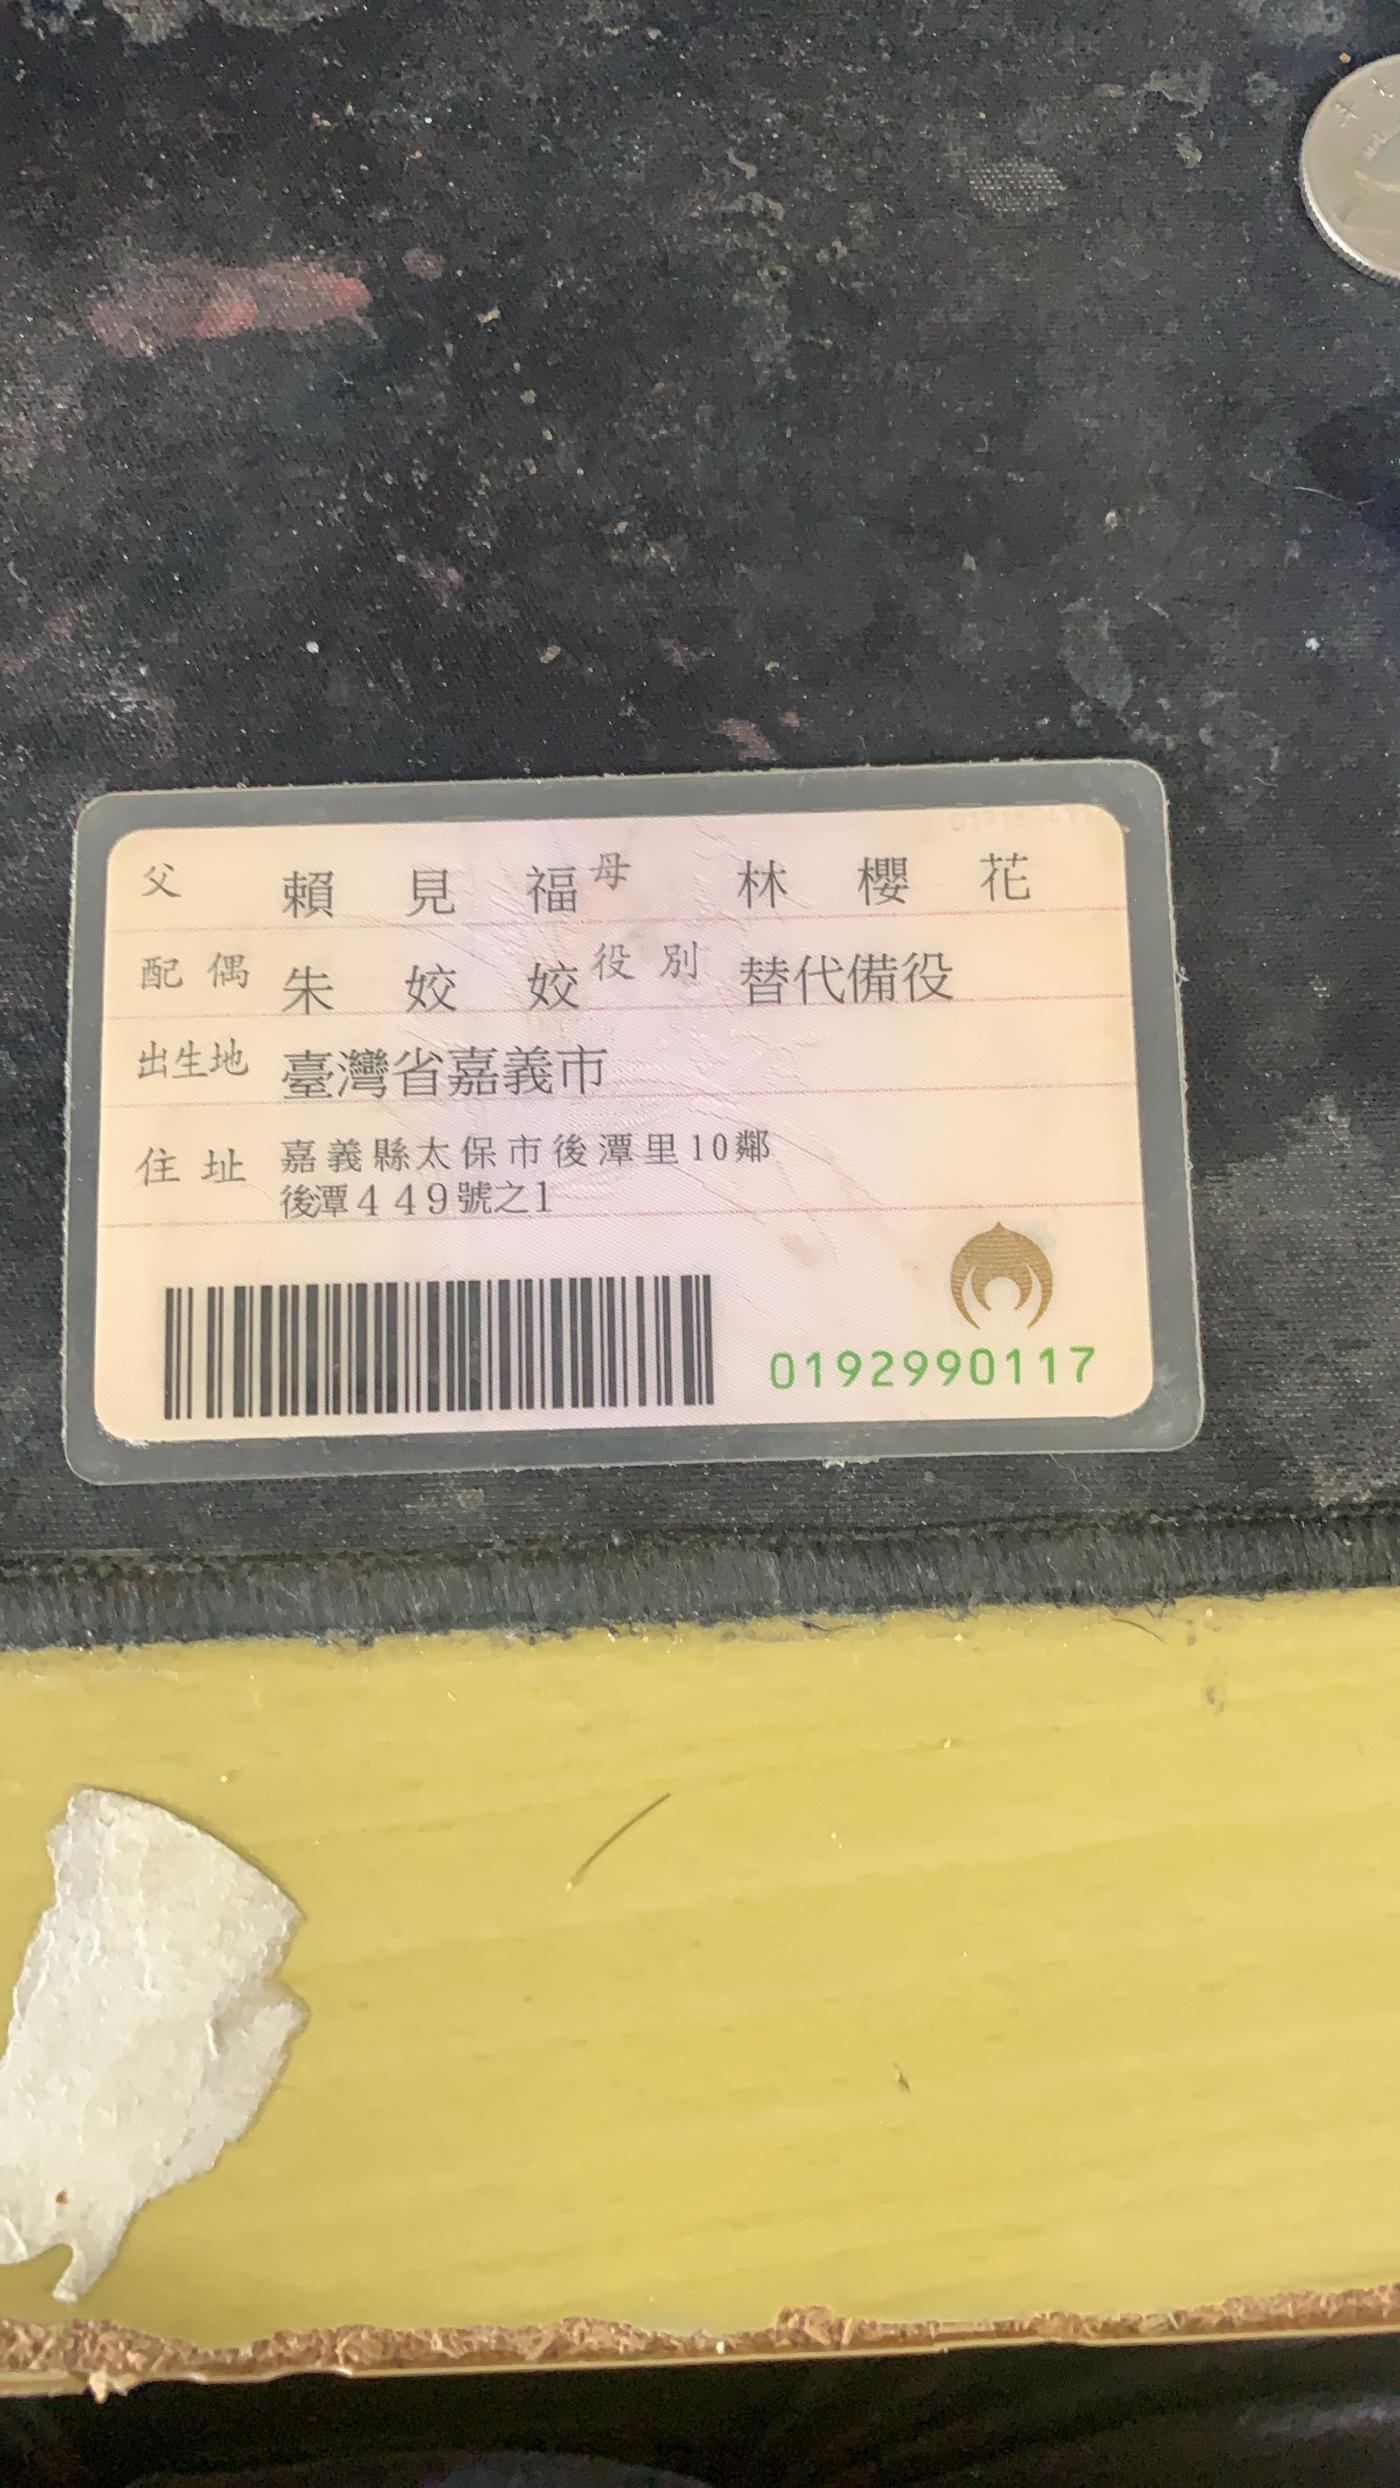 父 賴見福 母 林櫻花
配偶 朱姣姣 役別 替代備役
出生地 臺灣省嘉義市
住址 嘉義縣太保市後潭里10鄰
後潭449號之1
0192990117